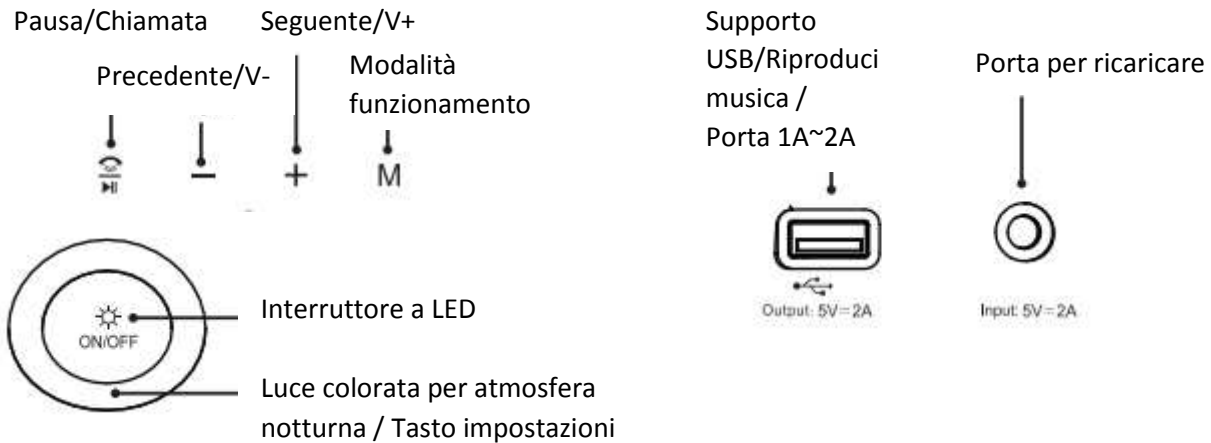 Pausa/Chiamata
Seguente/V+
Precedente/V-
Modalità
funzionamento
M
Interruttore a LED
ON/OFF
Luce colorata per atmosfera
notturna / Tasto impostazioni
Supporto
USB/Riproduci
musica /
Porta 1A~2A
Porta per ricaricare
Output: 5V=2A
Input: 5V=2A